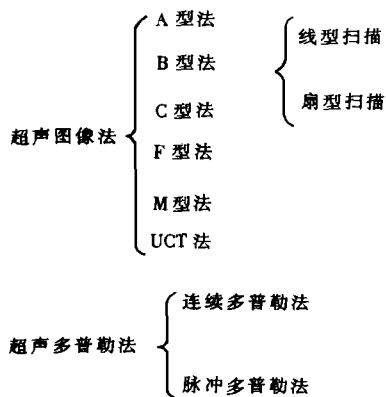 A 型法
线型扫描
B 型法
扇型扫描
C 型法
超声图像法
F 型法
M 型法
UCT 法
连续多普勒法
超声多普勒法
脉冲多普勒法